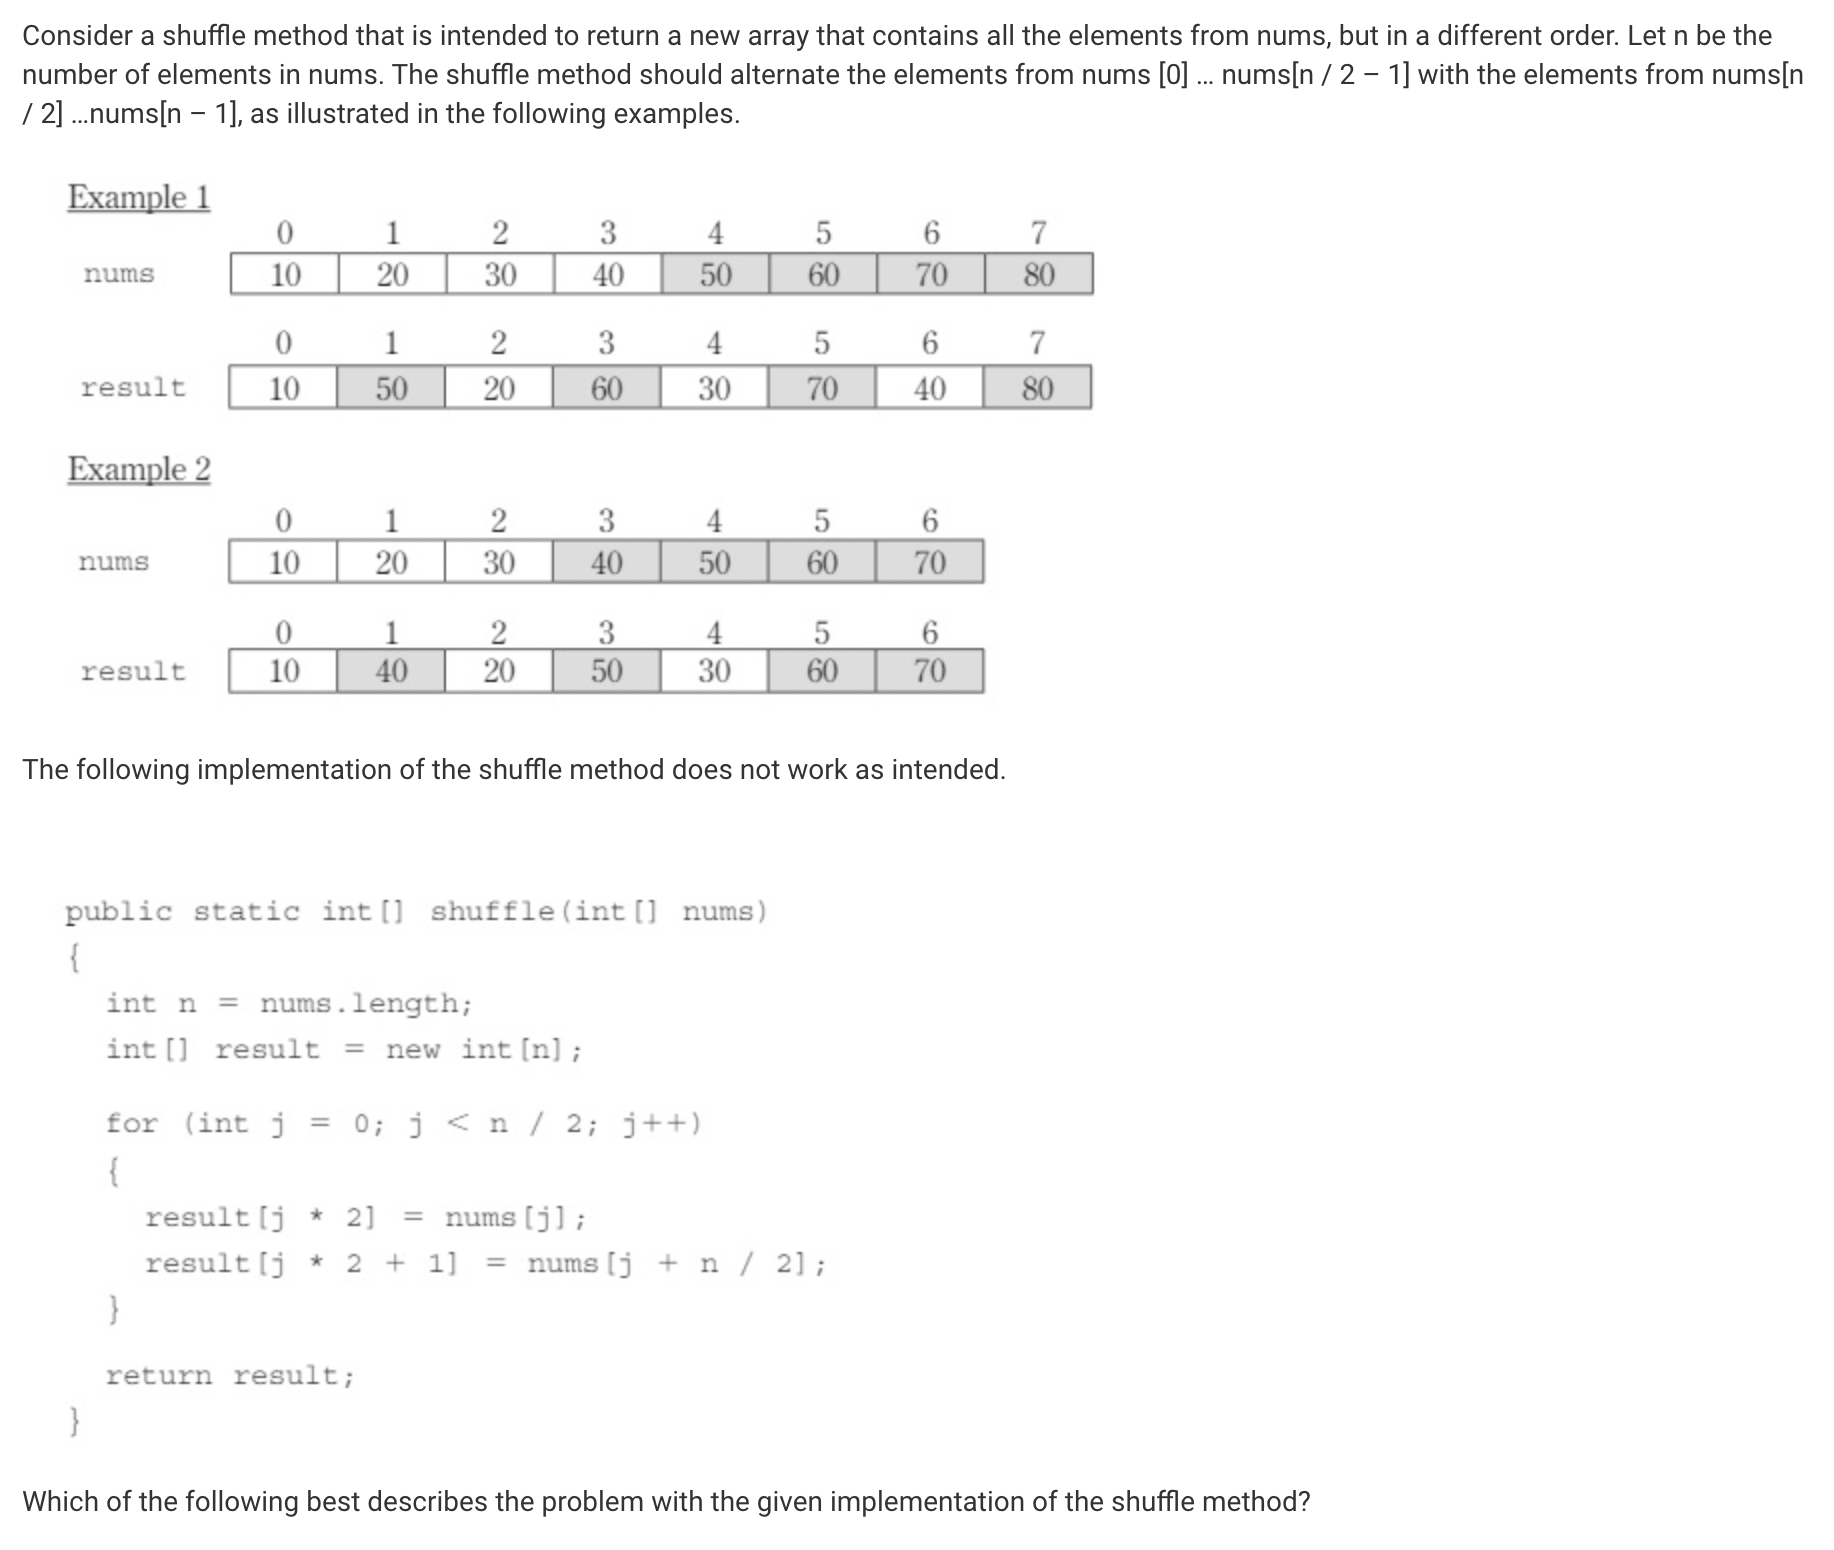 Consider a shuffle method that is intended to return a new array that contains all the elements from nums, but in a different order. Let n be the
number of elements in nums. The shuffle method should alternate the elements from nums [0] ... nums[n / 2 – 1] with the elements from nums[n
/ 2] ...nums[n – 1], as illustrated in the following examples.
Example 1
0 1 2 3 4 5 6 7
nums 10 20 30 40 50 60 70 80
0 1 2 3 4 5 6 7
result 10 50 20 60 30 70 40 80
Example 2
0 1 2 3 4 5 6
nums 10 20 30 40 50 60 70
0 1 2 3 4 5 6
result 10 40 20 50 30 60 70
The following implementation of the shuffle method does not work as intended.
public static int[] shuffle(int[] nums)
{
int n = nums.length;
int[] result = new int[n];
for (int j = 0; j < n / 2; j++)
{
result[j * 2] = nums[j];
result[j * 2 + 1] = nums[j + n / 2];
}
return result;
}
Which of the following best describes the problem with the given implementation of the shuffle method?